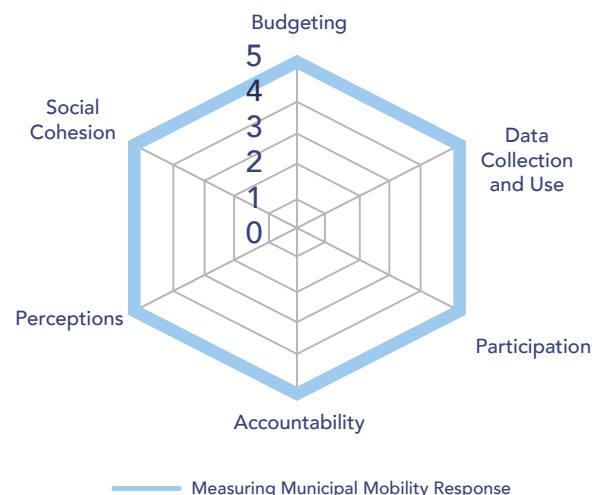 Budgeting
5
4
3
2
1
0
Social
Cohesion
Data
Collection
and Use
Perceptions
Participation
Accountability
Measuring Municipal Mobility Response